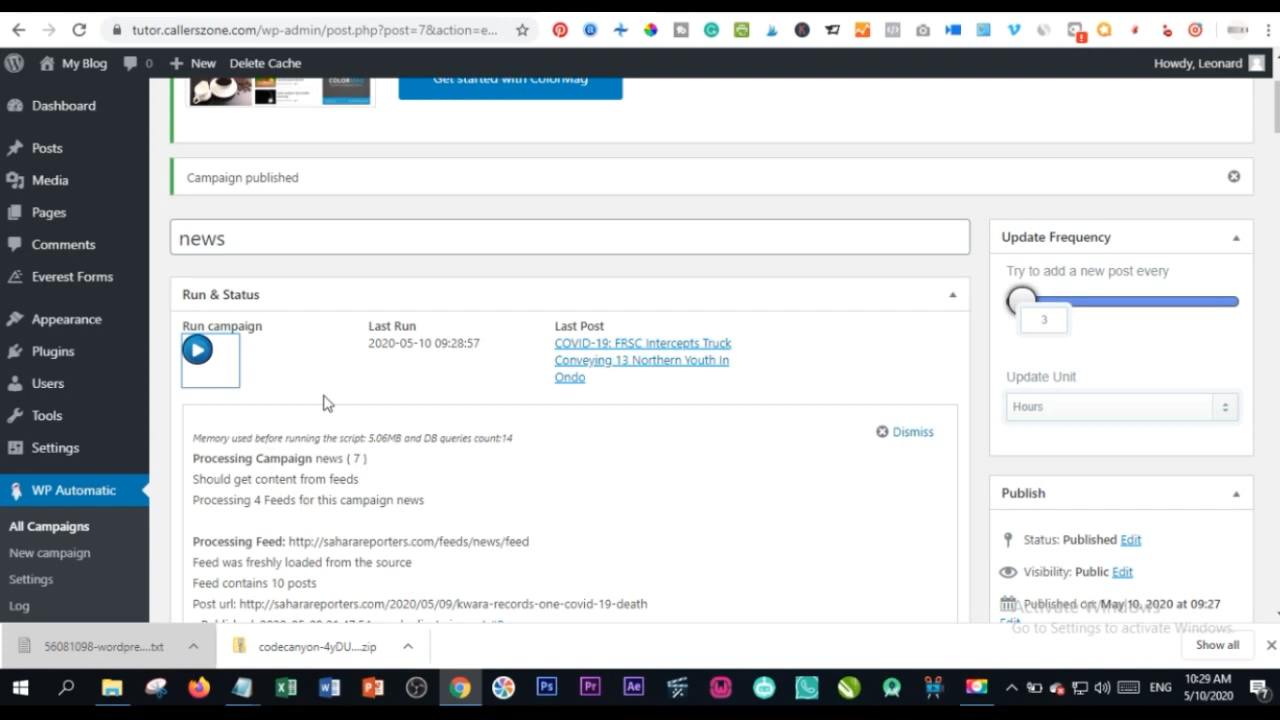 tutor.callerszone.com/wp-admin/post.php?post=7&action=e...
My Blog 0 New Delete Cache Howdy, Leonard
Get started with ColorMag
Dashboard
Posts
Media
Pages
Comments
Everest Forms
Appearance
Plugins
Users
Tools
Settings
WP Automatic
All Campaigns
New campaign
Settings
Log
Campaign published
news
Run & Status
Run campaign
Last Run
2020-05-10 09:28:57
Last Post
COVID-19: FRSC Intercepts Truck
Conveying 13 Northern Youth In
Ondo
Dismiss
Memory used before running the script: 5.06MB and DB queries count:14
Processing Campaign news ( 7 )
Should get content from feeds
Processing 4 Feeds for this campaign news
Processing Feed: http://saharareporters.com/feeds/news/feed
Feed was freshly loaded from the source
Feed contains 10 posts
Post url: http://saharareporters.com/2020/05/09/kwara-records-one-covid-19-death
Update Frequency
Try to add a new post every
3
Update Unit
Hours
Publish
Status: Published Edit
Visibility: Public Edit
Published on: May 10, 2020 at 09:27
Edit
Activate Windows
Go to Settings to activate Windows.
56081098-wordpre....txt
codecanyon-4yDU....zip
Show all
ENG
10:29 AM
5/10/2020